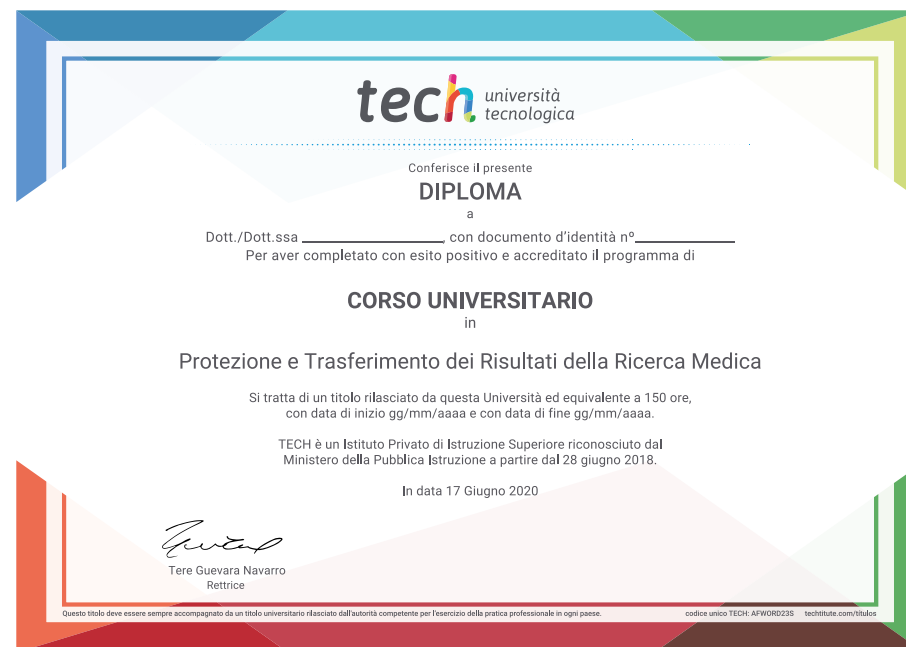 tech università
tecnologica
Conferisce il presente
DIPLOMA
a
Dott./Dott.ssa ____________________, con documento d'identità nº______________
Per aver completato con esito positivo e accreditato il programma di
CORSO UNIVERSITARIO
in
Protezione e Trasferimento dei Risultati della Ricerca Medica
Si tratta di un titolo rilasciato da questa Università ed equivalente a 150 ore,
con data di inizio gg/mm/aaaa e con data di fine gg/mm/aaaa.
TECH è un Istituto Privato di Istruzione Superiore riconosciuto dal
Ministero della Pubblica Istruzione a partire dal 28 giugno 2018.
In data 17 Giugno 2020
Tere Guevara Navarro
Rettrice
Questo titolo deve essere sempre accompagnato da un titolo universitario rilasciato dall'autorità competente per l'esercizio della pratica professionale in ogni paese. codice unico TECH: AFWORD23S techtitute.com/titulos